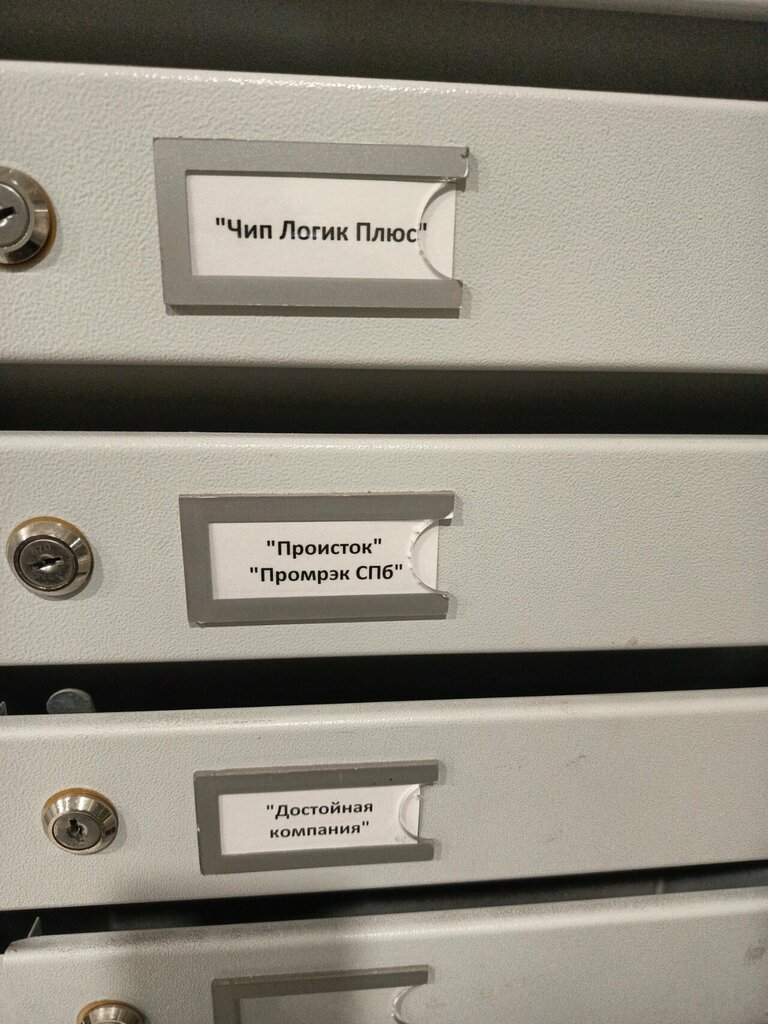 "Чип Логик Плюс"
"Происток"
"Промрэк СПб"
"Достойная
компания"